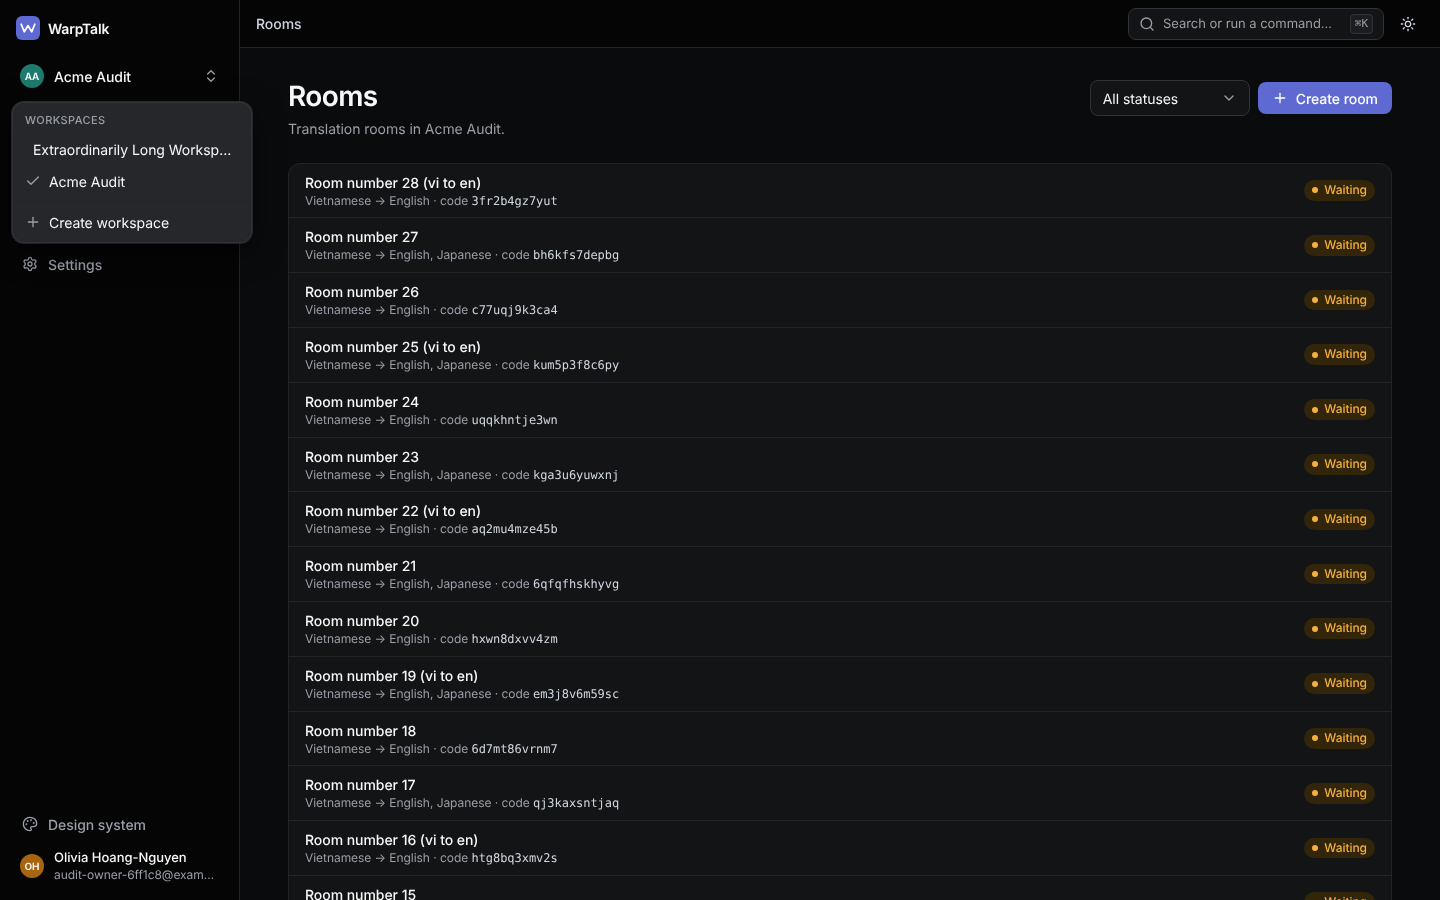 WarpTalk
Rooms
Search or run a command...
⌘K
AA
Acme Audit
WORKSPACES
Extraordinarily Long Worksp...
Acme Audit
Create workspace
Settings
Design system
OH
Olivia Hoang-Nguyen
audit-owner-6ff1c8@exam...
Rooms
Translation rooms in Acme Audit.
All statuses
Create room
Room number 28 (vi to en)
Vietnamese → English · code 3fr2b4gz7yut
Waiting
Room number 27
Vietnamese → English, Japanese · code bh6kfs7depbg
Waiting
Room number 26
Vietnamese → English · code c77uqj9k3ca4
Waiting
Room number 25 (vi to en)
Vietnamese → English, Japanese · code kum5p3f8c6py
Waiting
Room number 24
Vietnamese → English · code uqqkhntje3wn
Waiting
Room number 23
Vietnamese → English, Japanese · code kga3u6yuwxnj
Waiting
Room number 22 (vi to en)
Vietnamese → English · code aq2mu4mze45b
Waiting
Room number 21
Vietnamese → English, Japanese · code 6qfqfhskhyvg
Waiting
Room number 20
Vietnamese → English · code hxwn8dxvv4zm
Waiting
Room number 19 (vi to en)
Vietnamese → English, Japanese · code em3j8v6m59sc
Waiting
Room number 18
Vietnamese → English · code 6d7mt86vrnm7
Waiting
Room number 17
Vietnamese → English, Japanese · code qj3kaxsntjaq
Waiting
Room number 16 (vi to en)
Vietnamese → English · code htg8bq3xmv2s
Waiting
Room number 15
Waiting